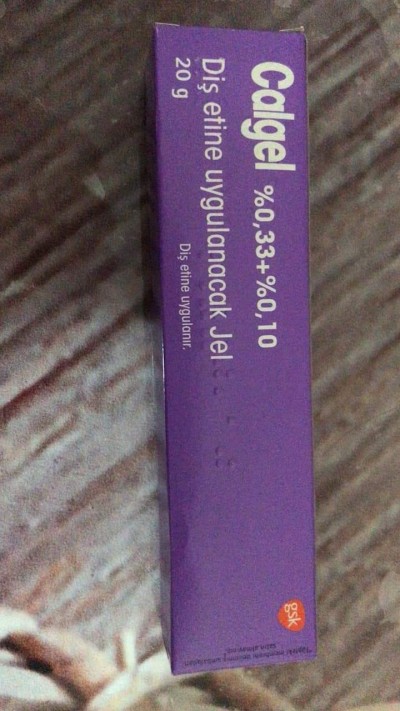 Calgel %0,33+%0,10
Diş etine uygulanacak Jel
20 g
Diş etine uygulanır.
gsk